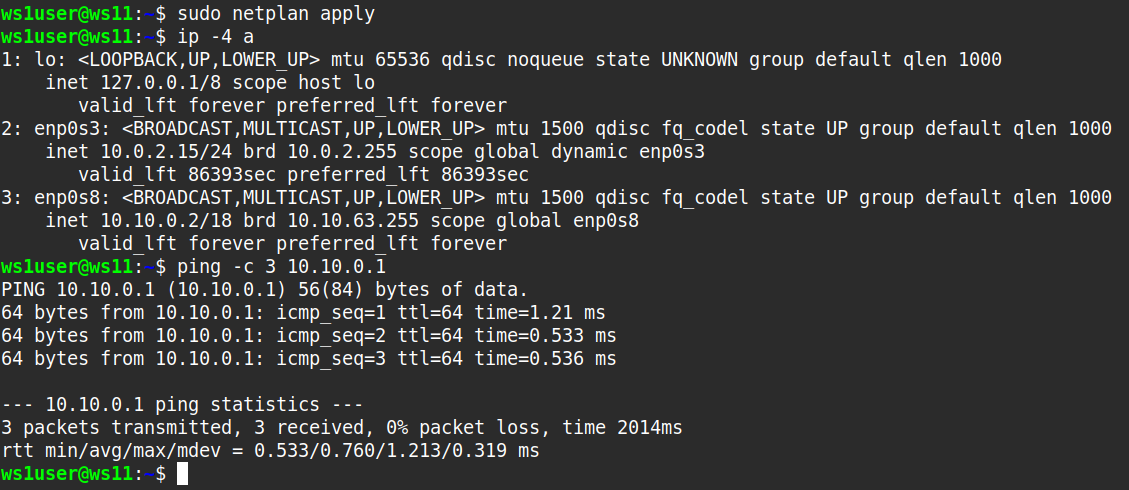 ws1user@ws11:~$ sudo netplan apply
ws1user@ws11:~$ ip -4 a
1: lo: <LOOPBACK,UP,LOWER_UP> mtu 65536 qdisc noqueue state UNKNOWN group default qlen 1000
    inet 127.0.0.1/8 scope host lo
       valid_lft forever preferred_lft forever
2: enp0s3: <BROADCAST,MULTICAST,UP,LOWER_UP> mtu 1500 qdisc fq_codel state UP group default qlen 1000
    inet 10.0.2.15/24 brd 10.0.2.255 scope global dynamic enp0s3
       valid_lft 86393sec preferred_lft 86393sec
3: enp0s8: <BROADCAST,MULTICAST,UP,LOWER_UP> mtu 1500 qdisc fq_codel state UP group default qlen 1000
    inet 10.10.0.2/18 brd 10.10.63.255 scope global enp0s8
       valid_lft forever preferred_lft forever
ws1user@ws11:~$ ping -c 3 10.10.0.1
PING 10.10.0.1 (10.10.0.1) 56(84) bytes of data.
64 bytes from 10.10.0.1: icmp_seq=1 ttl=64 time=1.21 ms
64 bytes from 10.10.0.1: icmp_seq=2 ttl=64 time=0.533 ms
64 bytes from 10.10.0.1: icmp_seq=3 ttl=64 time=0.536 ms

--- 10.10.0.1 ping statistics ---
3 packets transmitted, 3 received, 0% packet loss, time 2014ms
rtt min/avg/max/mdev = 0.533/0.760/1.213/0.319 ms
ws1user@ws11:~$